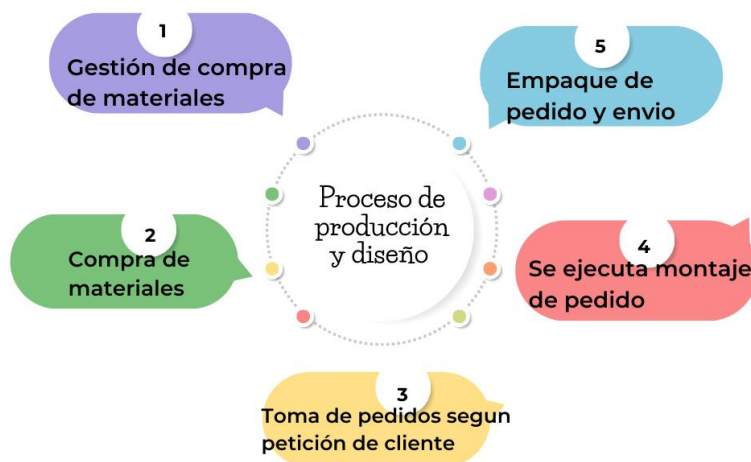 1
Gestión de compra
de materiales
2
Compra de
materiales
3
Toma de pedidos segun
petición de cliente
4
Se ejecuta montaje
de pedido
5
Empaque de
pedido y envio
Proceso de
producción
y diseño